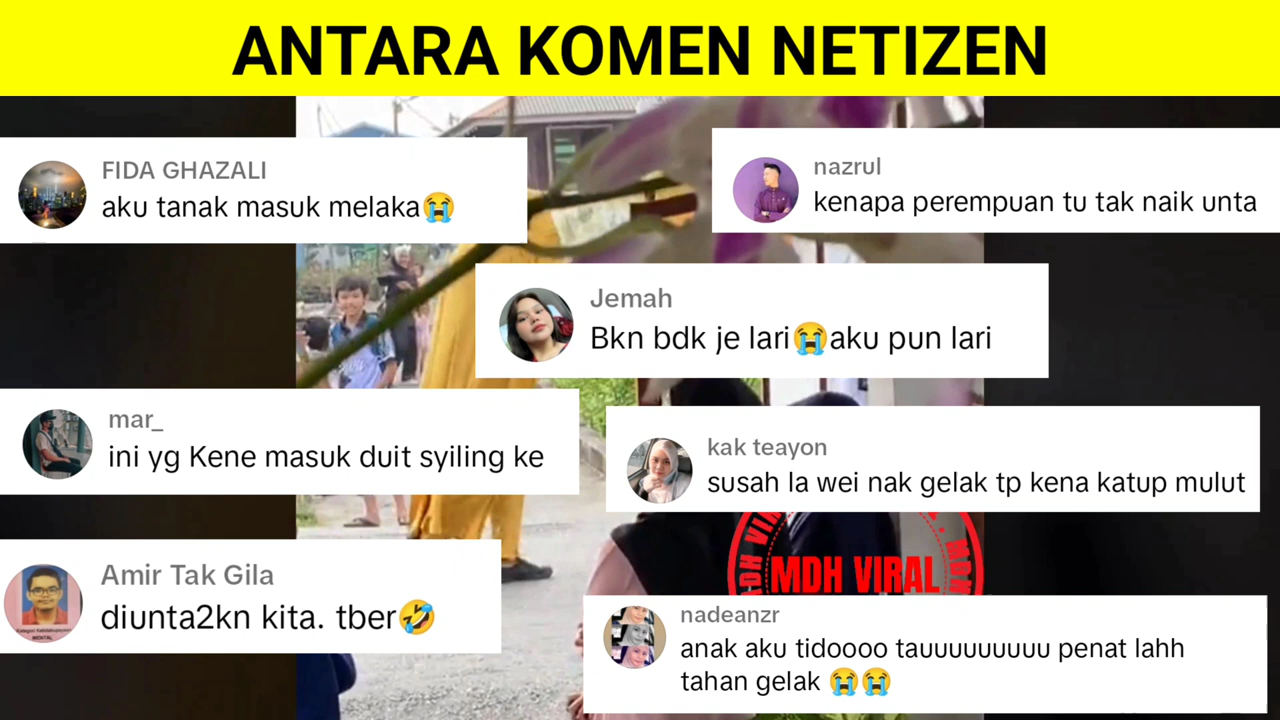 ANTARA KOMEN NETIZEN
FIDA GHAZALI
aku tanak masuk melaka😭
nazrul
kenapa perempuan tu tak naik unta
Jemah
Bkn bdk je lari😭aku pun lari
mar_
ini yg Kene masuk duit syiling ke
kak teayon
susah la wei nak gelak tp kena katup mulut
Amir Tak Gila
diunta2kn kita. tber🤣
MENTAL
MDH VIRAL
nadeanzr
anak aku tidoooo tauuuuuuuuu penat lahh
tahan gelak 😭😭